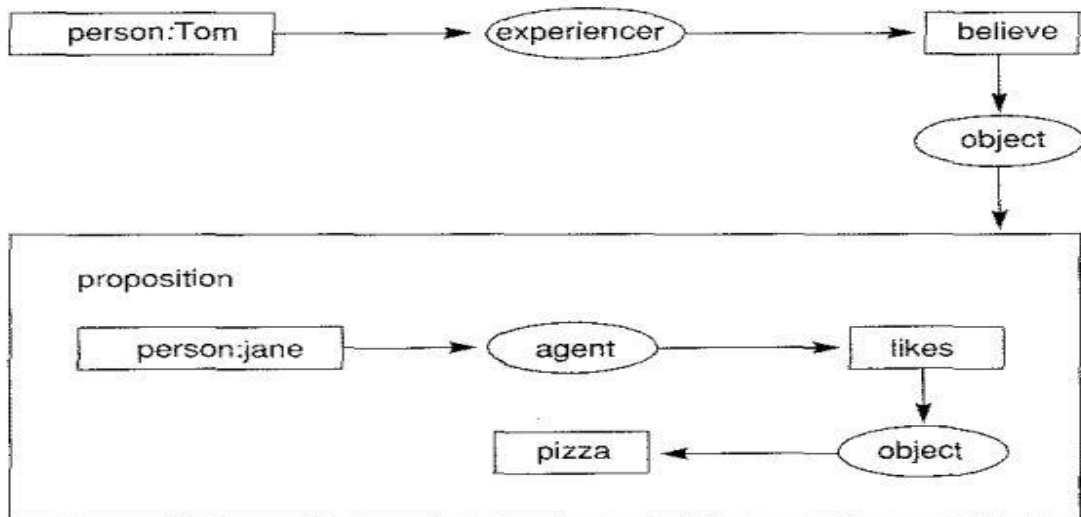 person:Tom experiencer believe
object
proposition
person:jane agent likes
pizza object